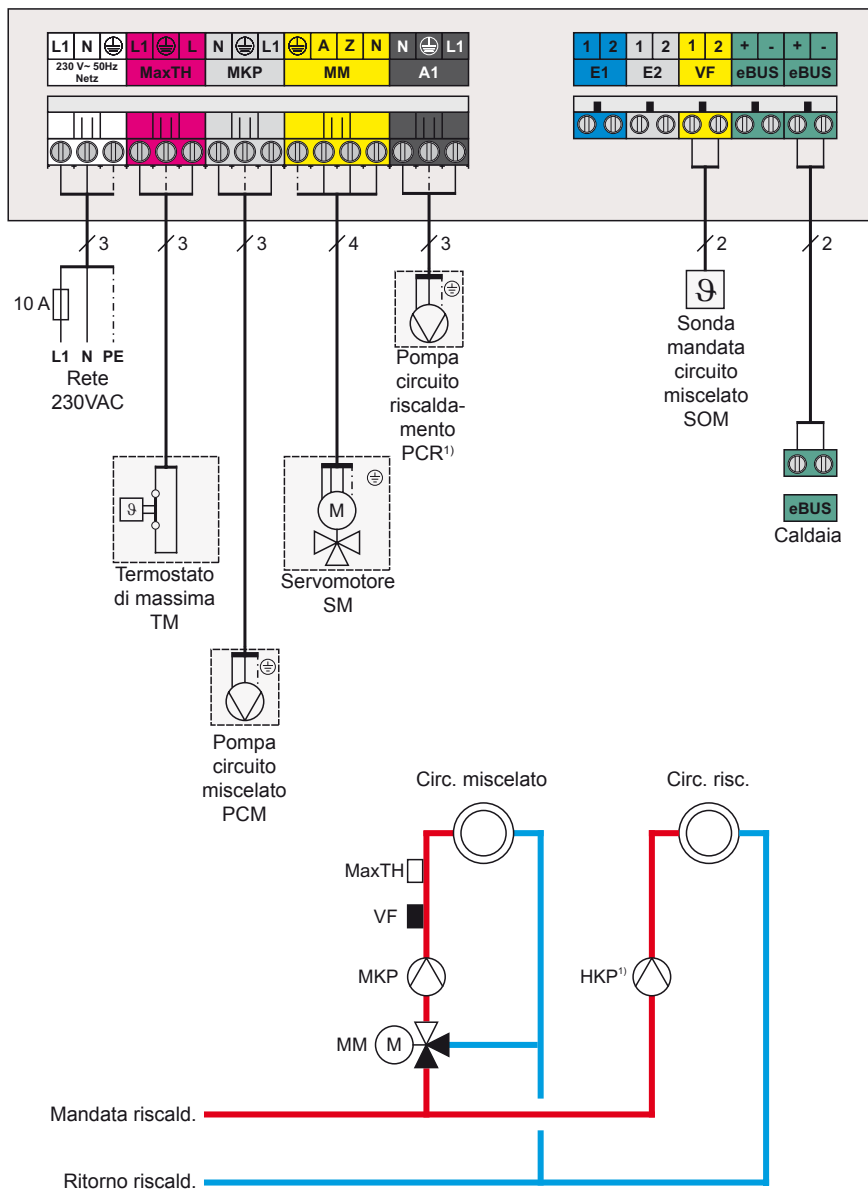 L1 N L1 L N L1 A Z N N L1
230 V~ 50Hz
Netz
MaxTH MKP MM A1
1 2 1 2 1 2 + - + -
E1 E2 VF eBUS eBUS
3 3 3 4 3 2 2
10 A
L1 N PE
Rete
230VAC
Pompa
circuito
riscalda-
mento
PCR¹⁾
ϑ
Sonda
mandata
circuito
miscelato
SOM
ϑ
Termostato
di massima
TM
M
Servomotore
SM
eBUS
Caldaia
Pompa
circuito
miscelato
PCM
Circ. miscelato
Circ. risc.
MaxTH
VF
MKP
HKP¹⁾
MM M
Mandata riscald.
Ritorno riscald.